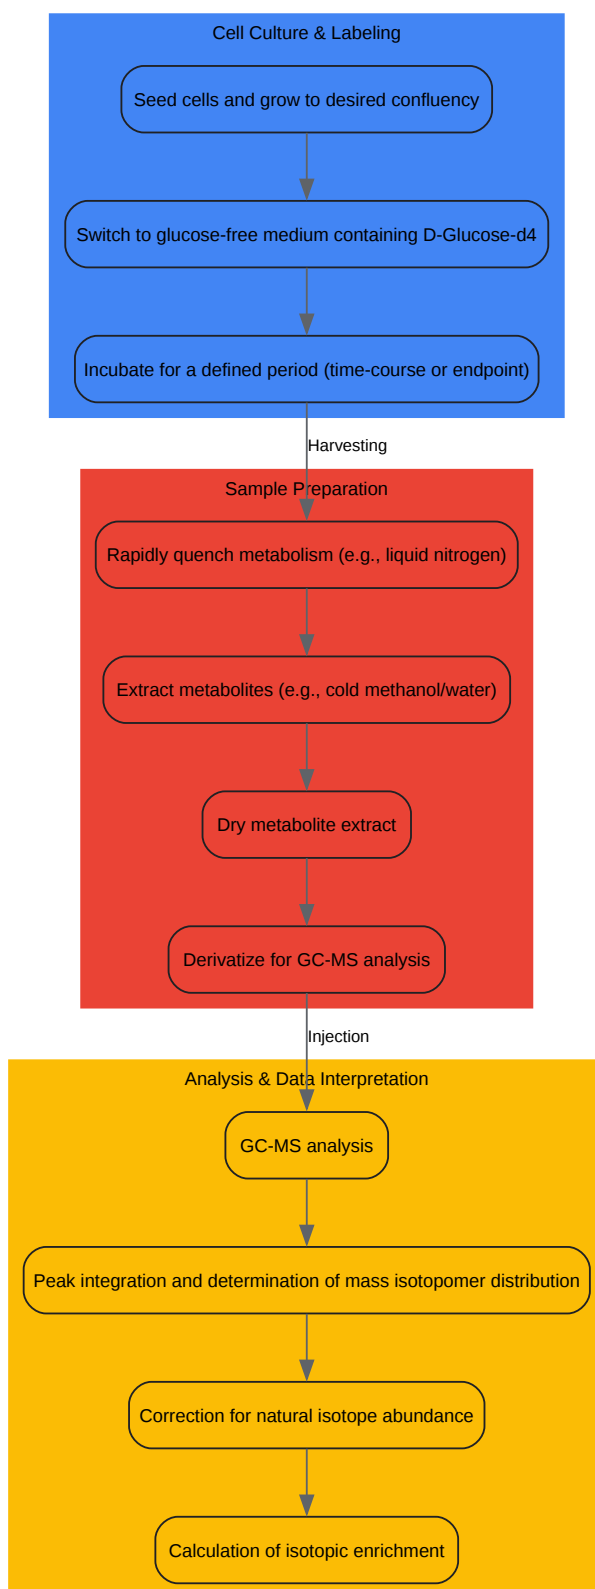 Cell Culture & Labeling
Seed cells and grow to desired confluency
Switch to glucose-free medium containing D-Glucose-d4
Incubate for a defined period (time-course or endpoint)
Harvesting
Sample Preparation
Rapidly quench metabolism (e.g., liquid nitrogen)
Extract metabolites (e.g., cold methanol/water)
Dry metabolite extract
Derivatize for GC-MS analysis
Injection
Analysis & Data Interpretation
GC-MS analysis
Peak integration and determination of mass isotopomer distribution
Correction for natural isotope abundance
Calculation of isotopic enrichment